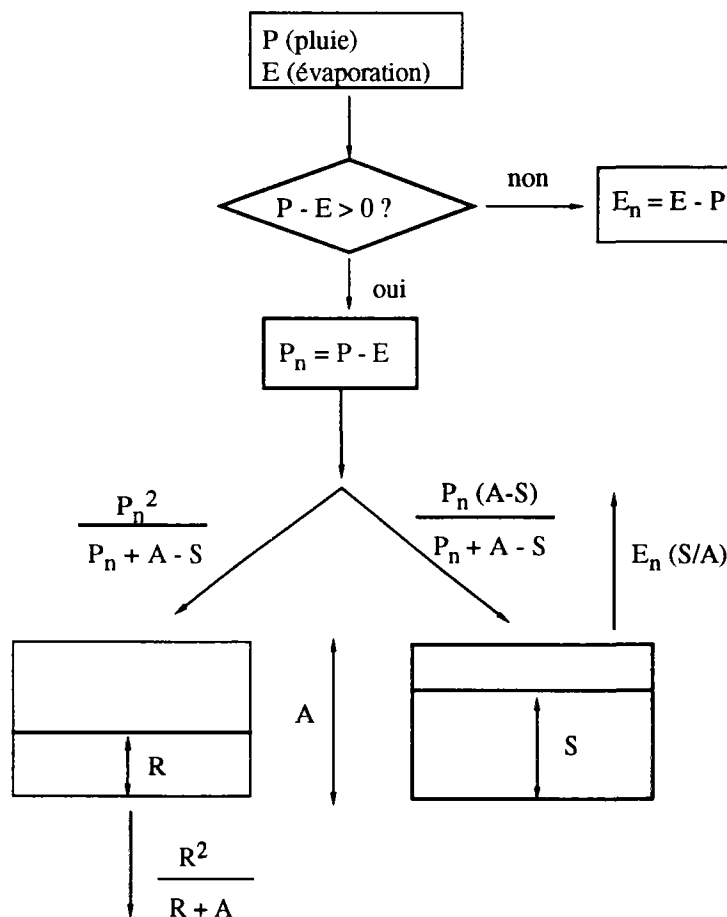 P (pluie)
E (évaporation)
P - E > 0 ?
non
E_n = E - P
oui
P_n = P - E
P_n^2
P_n + A - S
P_n (A-S)
P_n + A - S
E_n (S/A)
A
R
S
R^2
R + A